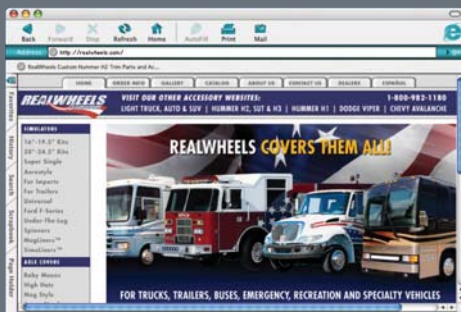 Back Forward Stop Refresh Home AutoFill Print Mail
Address http://realwheels.com/
RealWheels Custom Hummer H2 Trim Parts and Ac...
HOME ORDER INFO GALLERY CATALOG ABOUT US CONTACT US DEALERS ESPAÑOL
REALWHEELS
VISIT OUR OTHER ACCESSORY WEBSITES: 1-800-982-1180
LIGHT TRUCK, AUTO & SUV | HUMMER H2, SUT & H3 | HUMMER H1 | DODGE VIPER | CHEVY AVALANCHE
Favorites
History
Search
Scrapbook
Page Holder
SIMULATORS
16"-19.5" Kits
22"-24.5" Kits
Super Single
Aerostyle
For Imports
For Trailers
Universal
Ford F-Series
Under-The-Lug
Spinners
MagLiners™
SimuLiners™
AXLE COVERS
Baby Moons
High Hats
Mag Style
REALWHEELS COVERS THEM ALL!
FOR TRUCKS, TRAILERS, BUSES, EMERGENCY, RECREATION AND SPECIALTY VEHICLES